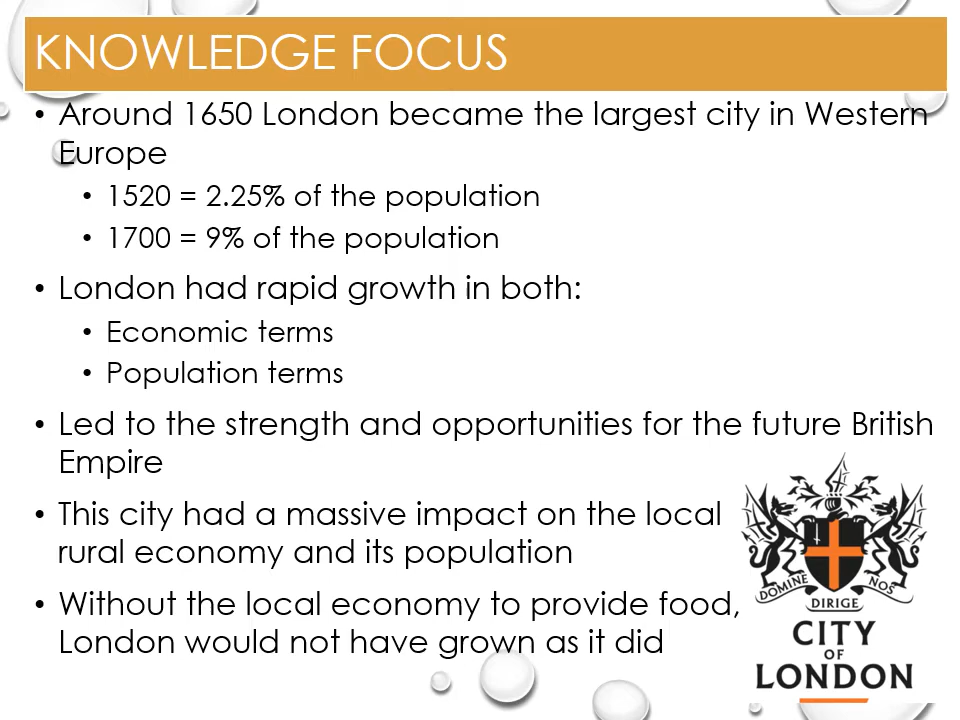 KNOWLEDGE FOCUS
• Around 1650 London became the largest city in Western
Europe
• 1520 = 2.25% of the population
• 1700 = 9% of the population
• London had rapid growth in both:
• Economic terms
• Population terms
• Led to the strength and opportunities for the future British
Empire
• This city had a massive impact on the local
rural economy and its population
• Without the local economy to provide food,
London would not have grown as it did
DOMINE DIRIGE NOS
CITY
OF
LONDON